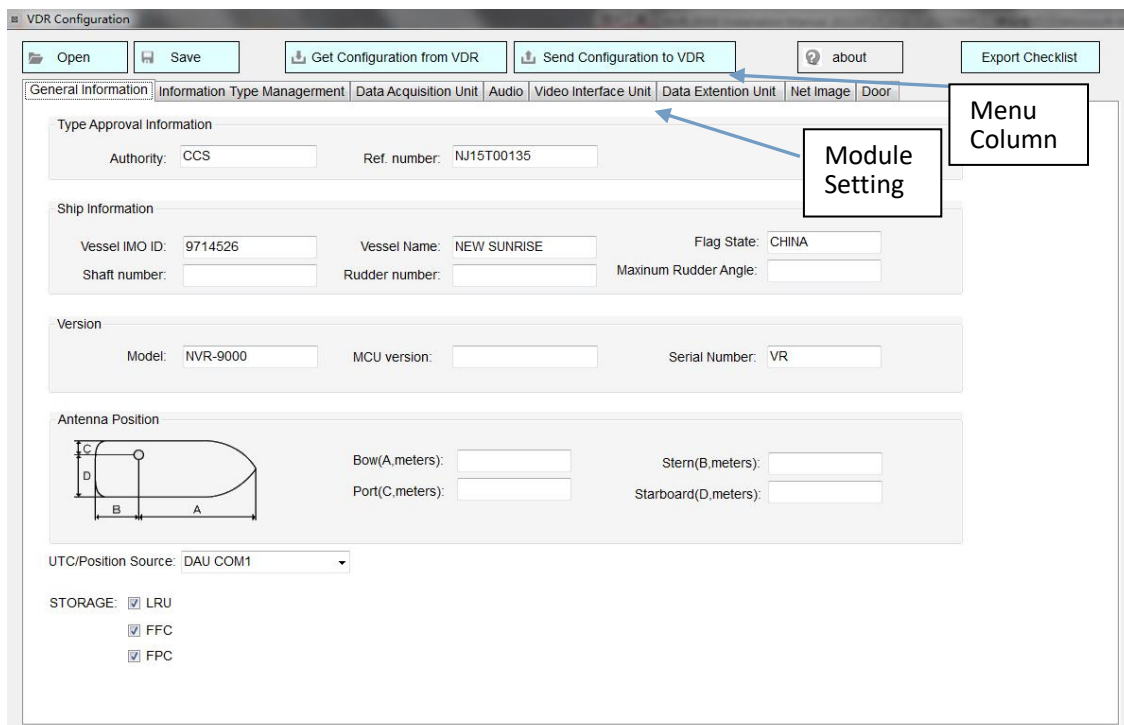 VDR Configuration
Open Save Get Configuration from VDR Send Configuration to VDR about Export Checklist
General Information Information Type Managerment Data Acquisition Unit Audio Video Interface Unit Data Extention Unit Net Image Door
Menu
Column
Module
Setting
Type Approval Information
Authority: CCS Ref. number: NJ15T00135
Ship Information
Vessel IMO ID: 9714526 Vessel Name: NEW SUNRISE Flag State: CHINA
Shaft number: Rudder number: Maxinum Rudder Angle:
Version
Model: NVR-9000 MCU version: Serial Number: VR
Antenna Position
C
D
B A
Bow(A,meters): Stern(B,meters):
Port(C,meters): Starboard(D,meters):
UTC/Position Source: DAU COM1
STORAGE: LRU
FFC
FPC